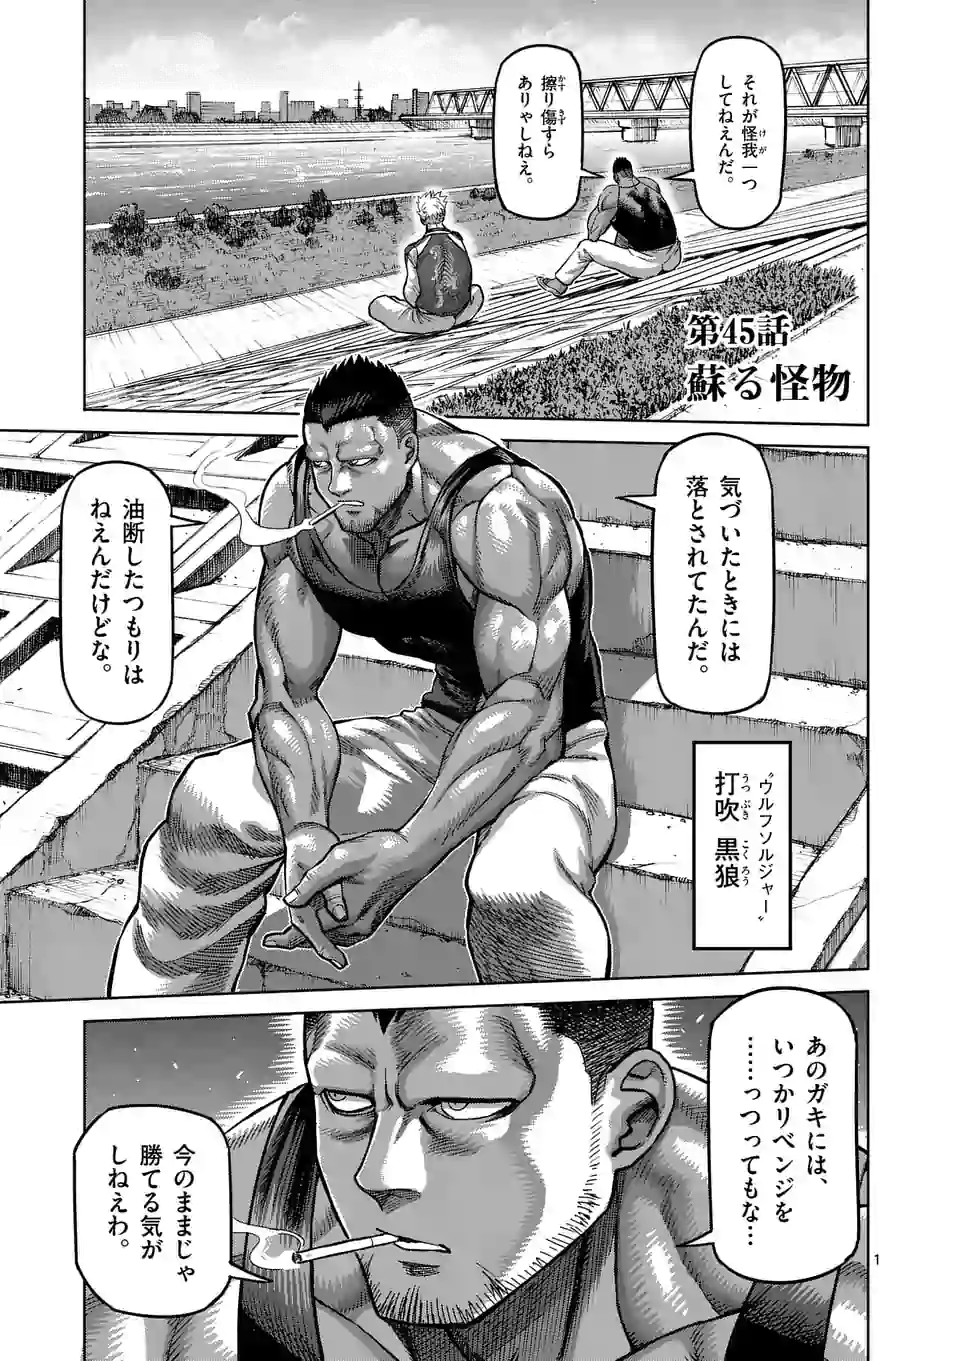 それが怪我一つ
してねえんだ。
擦り傷すら
ありゃしねえ。
第45話
蘇る怪物
気づいたときには
落とされてたんだ。
油断したつもりは
ねえんだけどな。
"ウルフソルジャー"
打吹 黒狼
あのガキには、
いつかリベンジを
……っつってもな…
今のままじゃ
勝てる気が
しねえわ。
1